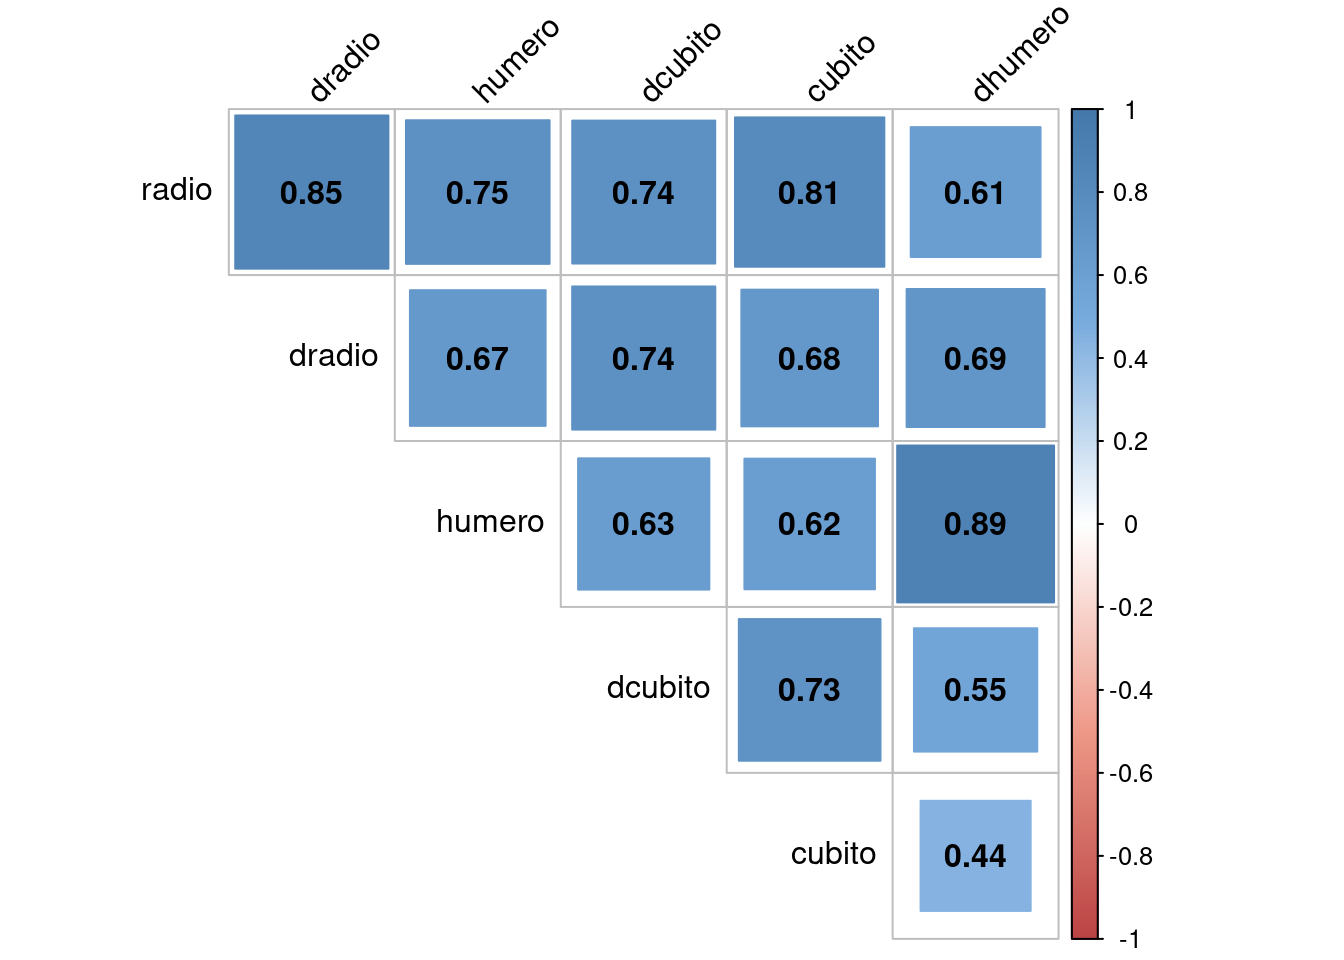 dradio humero dcubito cubito dhumero
radio 0.85 0.75 0.74 0.81 0.61
dradio 0.67 0.74 0.68 0.69
humero 0.63 0.62 0.89
dcubito 0.73 0.55
cubito 0.44
1
0.8
0.6
0.4
0.2
0
-0.2
-0.4
-0.6
-0.8
-1